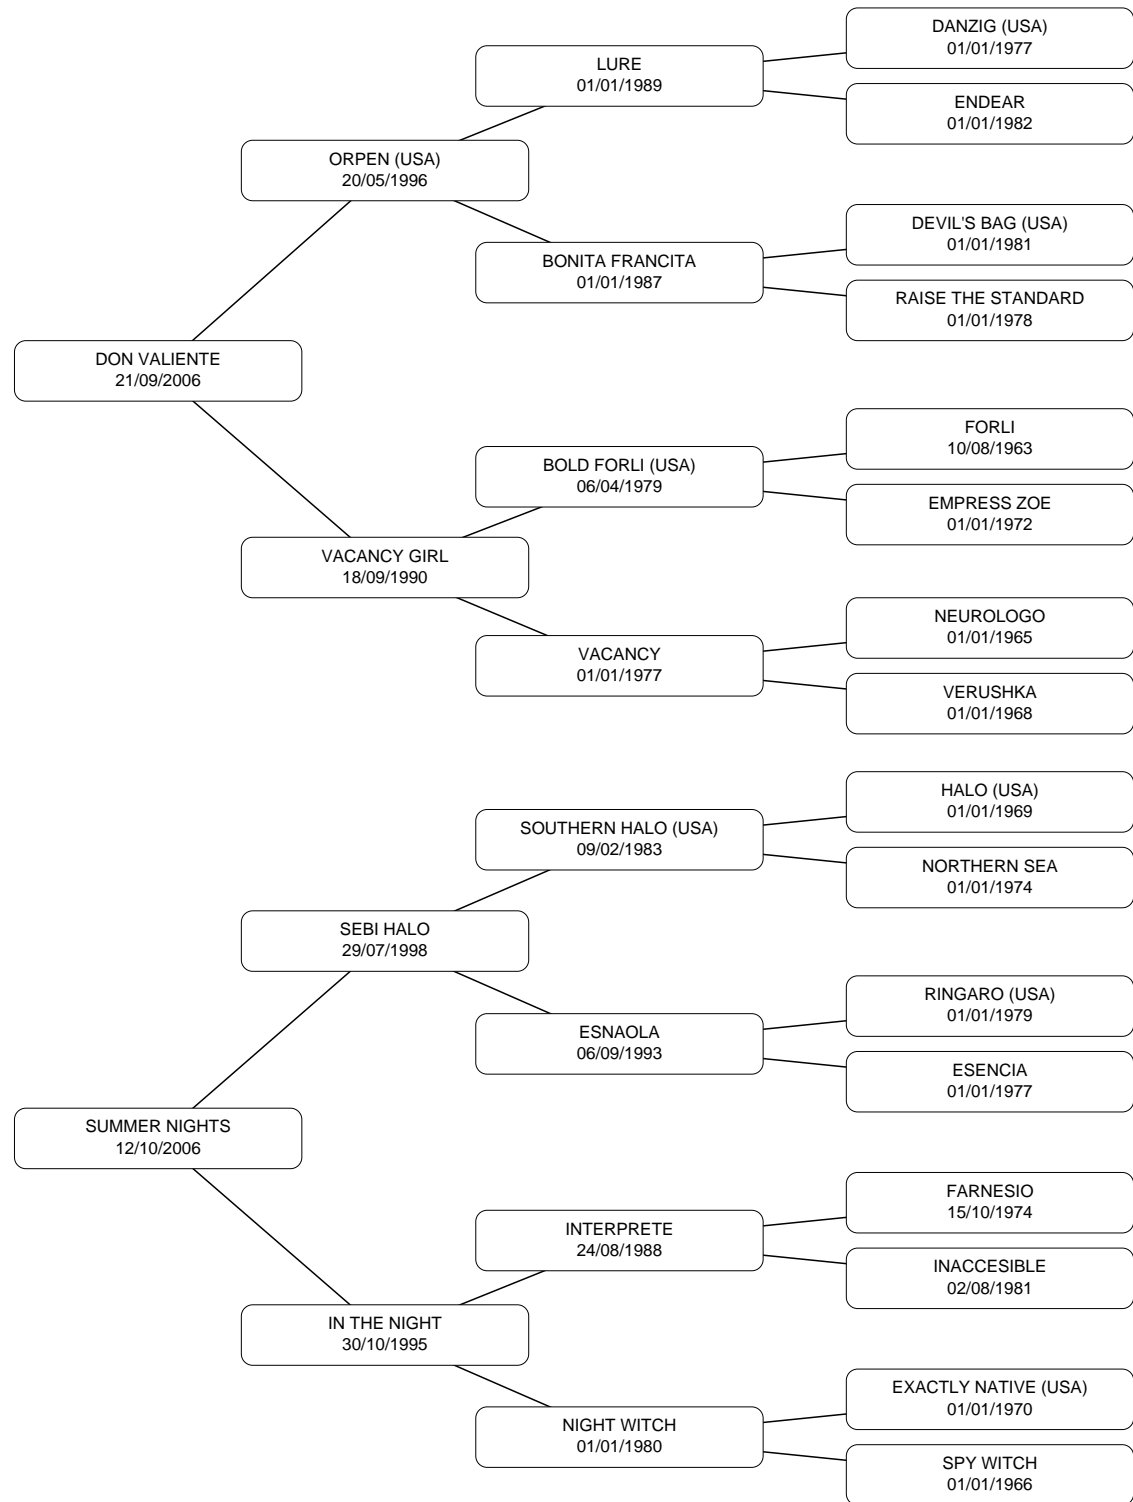 DANZIG (USA)
01/01/1977
LURE
01/01/1989
ENDEAR
01/01/1982
ORPEN (USA)
20/05/1996
DEVIL'S BAG (USA)
01/01/1981
BONITA FRANCITA
01/01/1987
RAISE THE STANDARD
01/01/1978
DON VALIENTE
21/09/2006
FORLI
10/08/1963
BOLD FORLI (USA)
06/04/1979
EMPRESS ZOE
01/01/1972
VACANCY GIRL
18/09/1990
NEUROLOGO
01/01/1965
VACANCY
01/01/1977
VERUSHKA
01/01/1968
HALO (USA)
01/01/1969
SOUTHERN HALO (USA)
09/02/1983
NORTHERN SEA
01/01/1974
SEBI HALO
29/07/1998
RINGARO (USA)
01/01/1979
ESNAOLA
06/09/1993
ESENCIA
01/01/1977
SUMMER NIGHTS
12/10/2006
FARNESIO
15/10/1974
INTERPRETE
24/08/1988
INACCESIBLE
02/08/1981
IN THE NIGHT
30/10/1995
EXACTLY NATIVE (USA)
01/01/1970
NIGHT WITCH
01/01/1980
SPY WITCH
01/01/1966